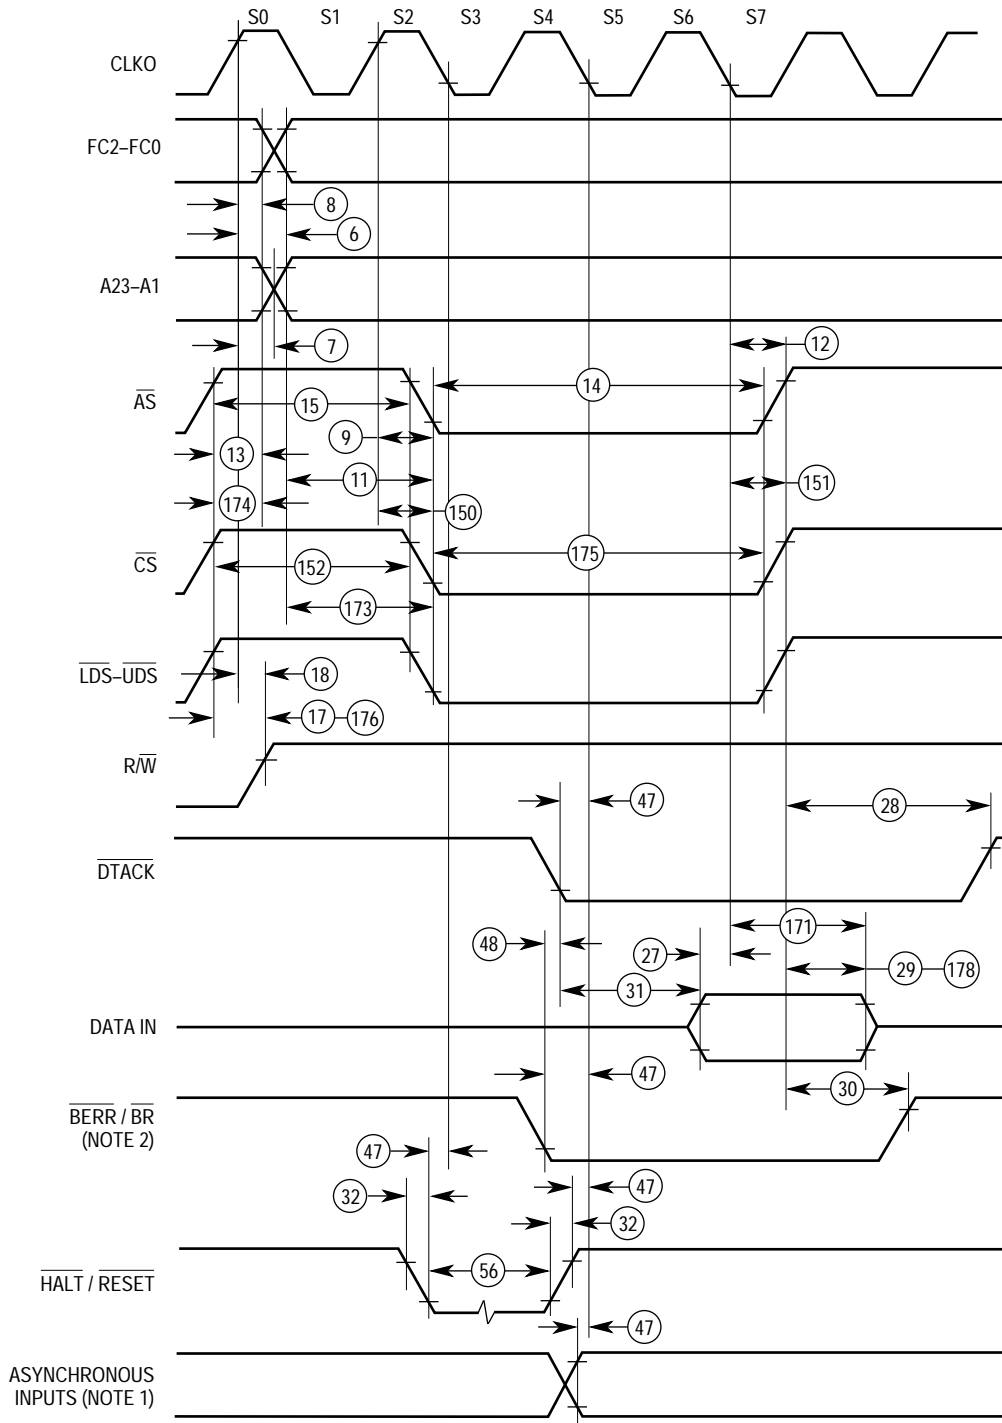 S0 S1 S2 S3 S4 S5 S6 S7
CLKO
FC2–FC0
8
6
A23–A1
7
12
14
AS
15
9
13
11
151
174
150
175
CS
152
173
LDS–UDS
18
17 176
R/W
47
28
DTACK
171
48
27
29 178
31
DATA IN
47
30
BERR / BR
(NOTE 2)
47
47
32
32
56
HALT / RESET
47
ASYNCHRONOUS
INPUTS (NOTE 1)